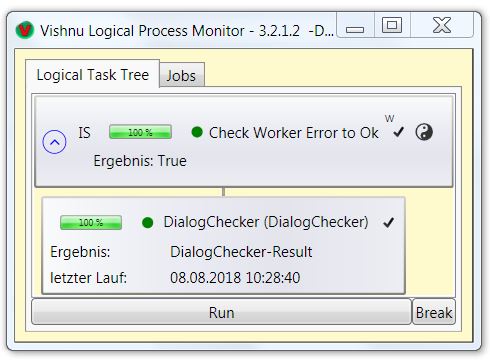 Vishnu Logical Process Monitor - 3.2.1.2 -D...
Logical Task Tree Jobs
IS 100 % Check Worker Error to Ok W
Ergebnis: True
100 % DialogChecker (DialogChecker)
Ergebnis: DialogChecker-Result
letzter Lauf: 08.08.2018 10:28:40
Run Break